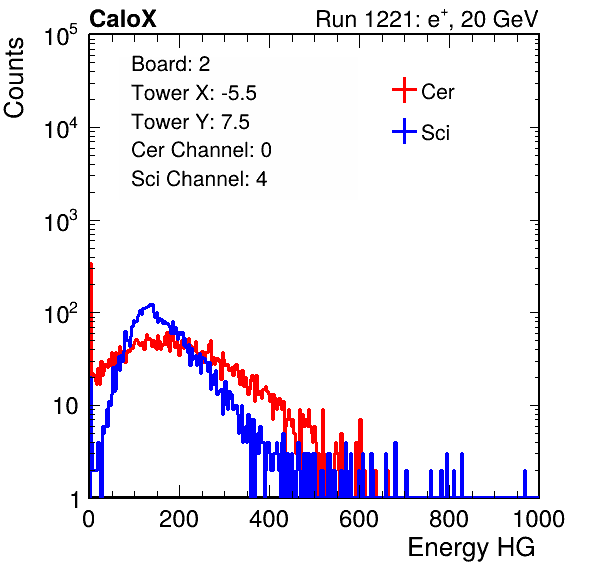 CaloX Run 1221: e⁺, 20 GeV
Counts
10⁵
10⁴
10³
10²
10
1
Board: 2
Tower X: -5.5
Tower Y: 7.5
Cer Channel: 0
Sci Channel: 4
Cer
Sci
0 200 400 600 800 1000
Energy HG